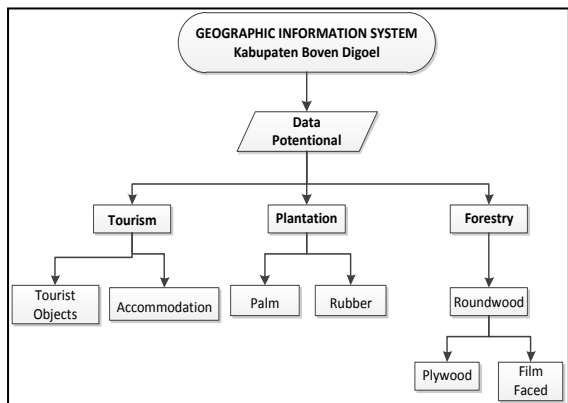 GEOGRAPHIC INFORMATION SYSTEM
Kabupaten Boven Digoel
Data
Potentional
Tourism
Plantation
Forestry
Tourist
Objects
Accommodation
Palm
Rubber
Roundwood
Plywood
Film
Faced